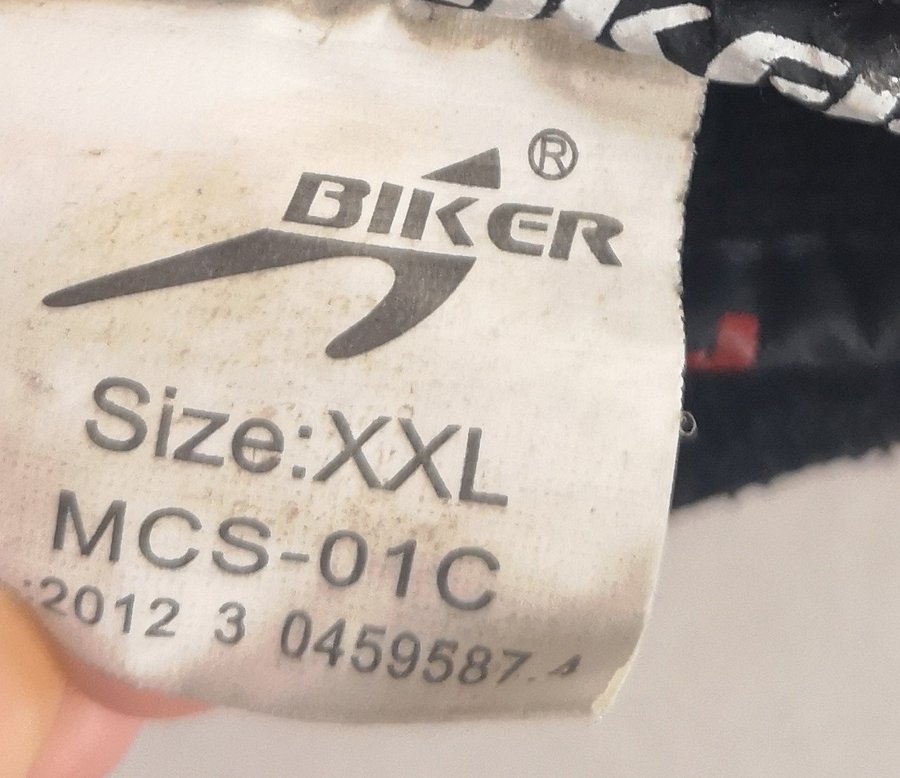 BIKER®
Size:XXL
MCS-01C
:2012 3 0459587.4